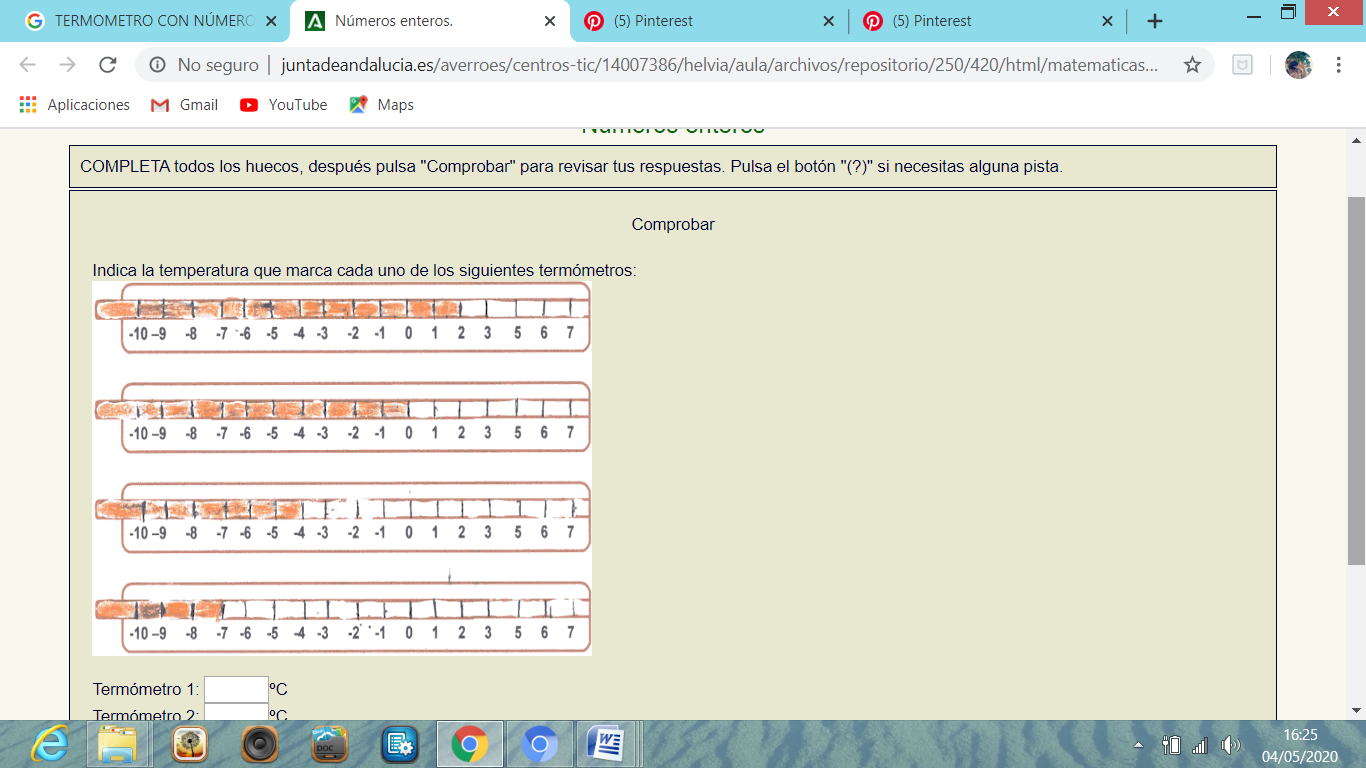 TERMOMETRO CON NÚMERO
Números enteros.
(5) Pinterest
(5) Pinterest
No seguro | juntadeandalucia.es/averroes/centros-tic/14007386/helvia/aula/archivos/repositorio/250/420/html/matematicas...
Aplicaciones Gmail YouTube Maps
Números enteros
COMPLETA todos los huecos, después pulsa "Comprobar" para revisar tus respuestas. Pulsa el botón "(?)" si necesitas alguna pista.
Comprobar
Indica la temperatura que marca cada uno de los siguientes termómetros:
-10 -9 -8 -7 -6 -5 -4 -3 -2 -1 0 1 2 3 5 6 7
-10 -9 -8 -7 -6 -5 -4 -3 -2 -1 0 1 2 3 5 6 7
-10 -9 -8 -7 -6 -5 -4 -3 -2 -1 0 1 2 3 5 6 7
-10 -9 -8 -7 -6 -5 -4 -3 -2 -1 0 1 2 3 5 6 7
Termómetro 1: ºC
Termómetro 2: ºC
DOC
16:25
04/05/2020